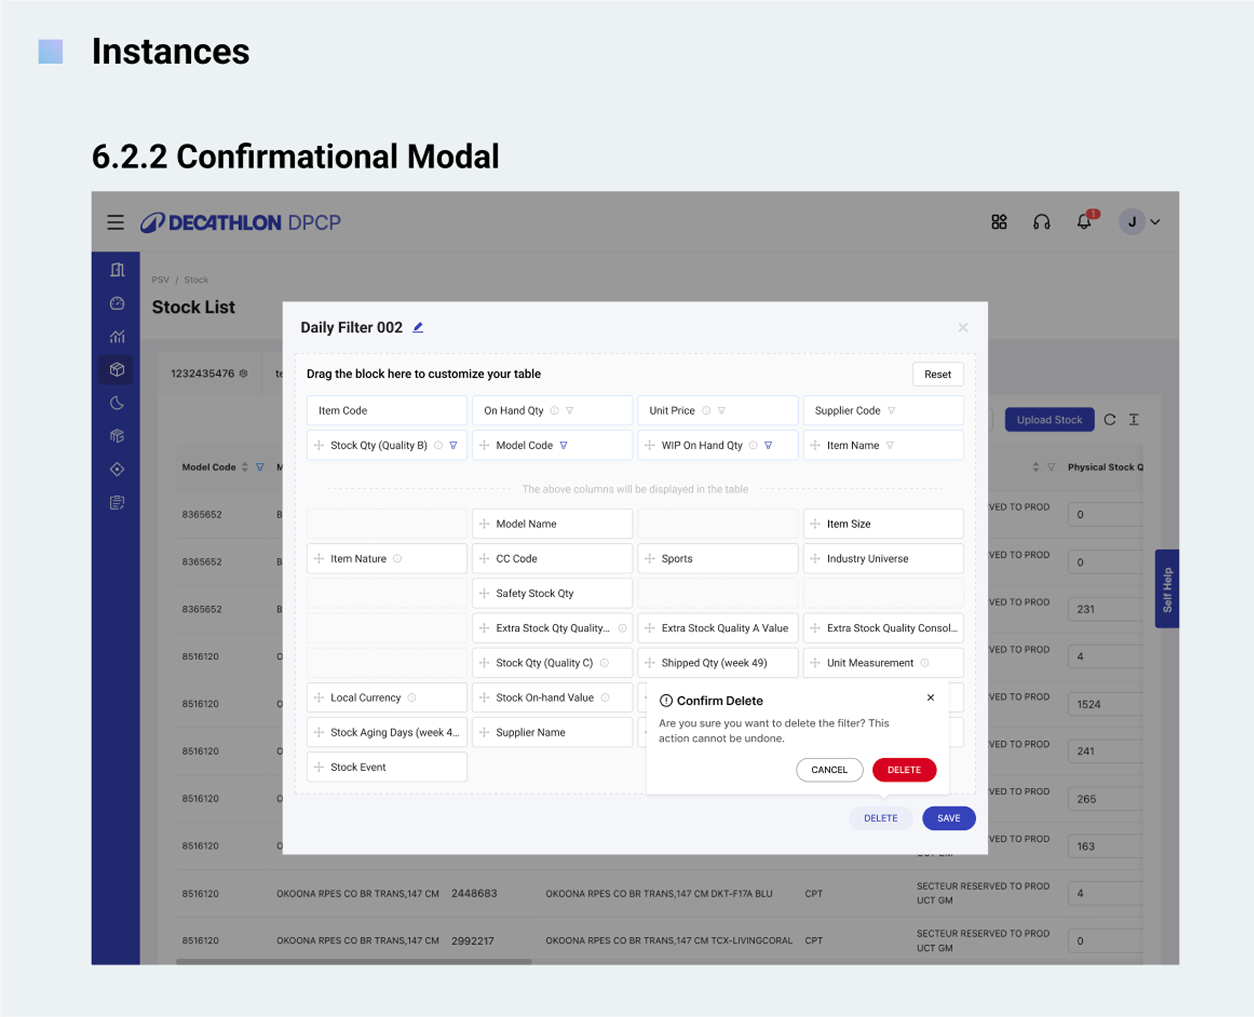 Instances
6.2.2 Confirmational Modal
DECATHLON DPCP
1
J
PSV / Stock
Stock List
Daily Filter 002
1232435476
te
Drag the block here to customize your table
Reset
Item Code
On Hand Qty
Unit Price
Supplier Code
Upload Stock
Stock Qty (Quality B)
Model Code
WIP On Hand Qty
Item Name
Model Code
M
Physical Stock Q
The above columns will be displayed in the table
8365652
B
Model Name
Item Size
VED TO PROD
0
8365652
B
Item Nature
CC Code
Sports
Industry Universe
VED TO PROD
0
Self Help
8365652
B
Safety Stock Qty
VED TO PROD
231
Extra Stock Qty Quality...
Extra Stock Quality A Value
Extra Stock Quality Consol...
8516120
O
Stock Qty (Quality C)
Shipped Qty (week 49)
Unit Measurement
VED TO PROD
4
8516120
O
Local Currency
Stock On-hand Value
VED TO PROD
1524
Confirm Delete
Are you sure you want to delete the filter? This
action cannot be undone.
Stock Aging Days (week 4...
Supplier Name
8516120
O
VED TO PROD
241
Stock Event
CANCEL
DELETE
8516120
O
VED TO PROD
265
DELETE
SAVE
8516120
O
VED TO PROD
163
UCT GM
8516120
OKOONA RPES CO BR TRANS,147 CM
2448683
OKOONA RPES CO BR TRANS,147 CM DKT-F17A BLU
CPT
SECTEUR RESERVED TO PROD
UCT GM
4
8516120
OKOONA RPES CO BR TRANS,147 CM
2992217
OKOONA RPES CO BR TRANS,147 CM TCX-LIVINGCORAL
CPT
SECTEUR RESERVED TO PROD
UCT GM
0